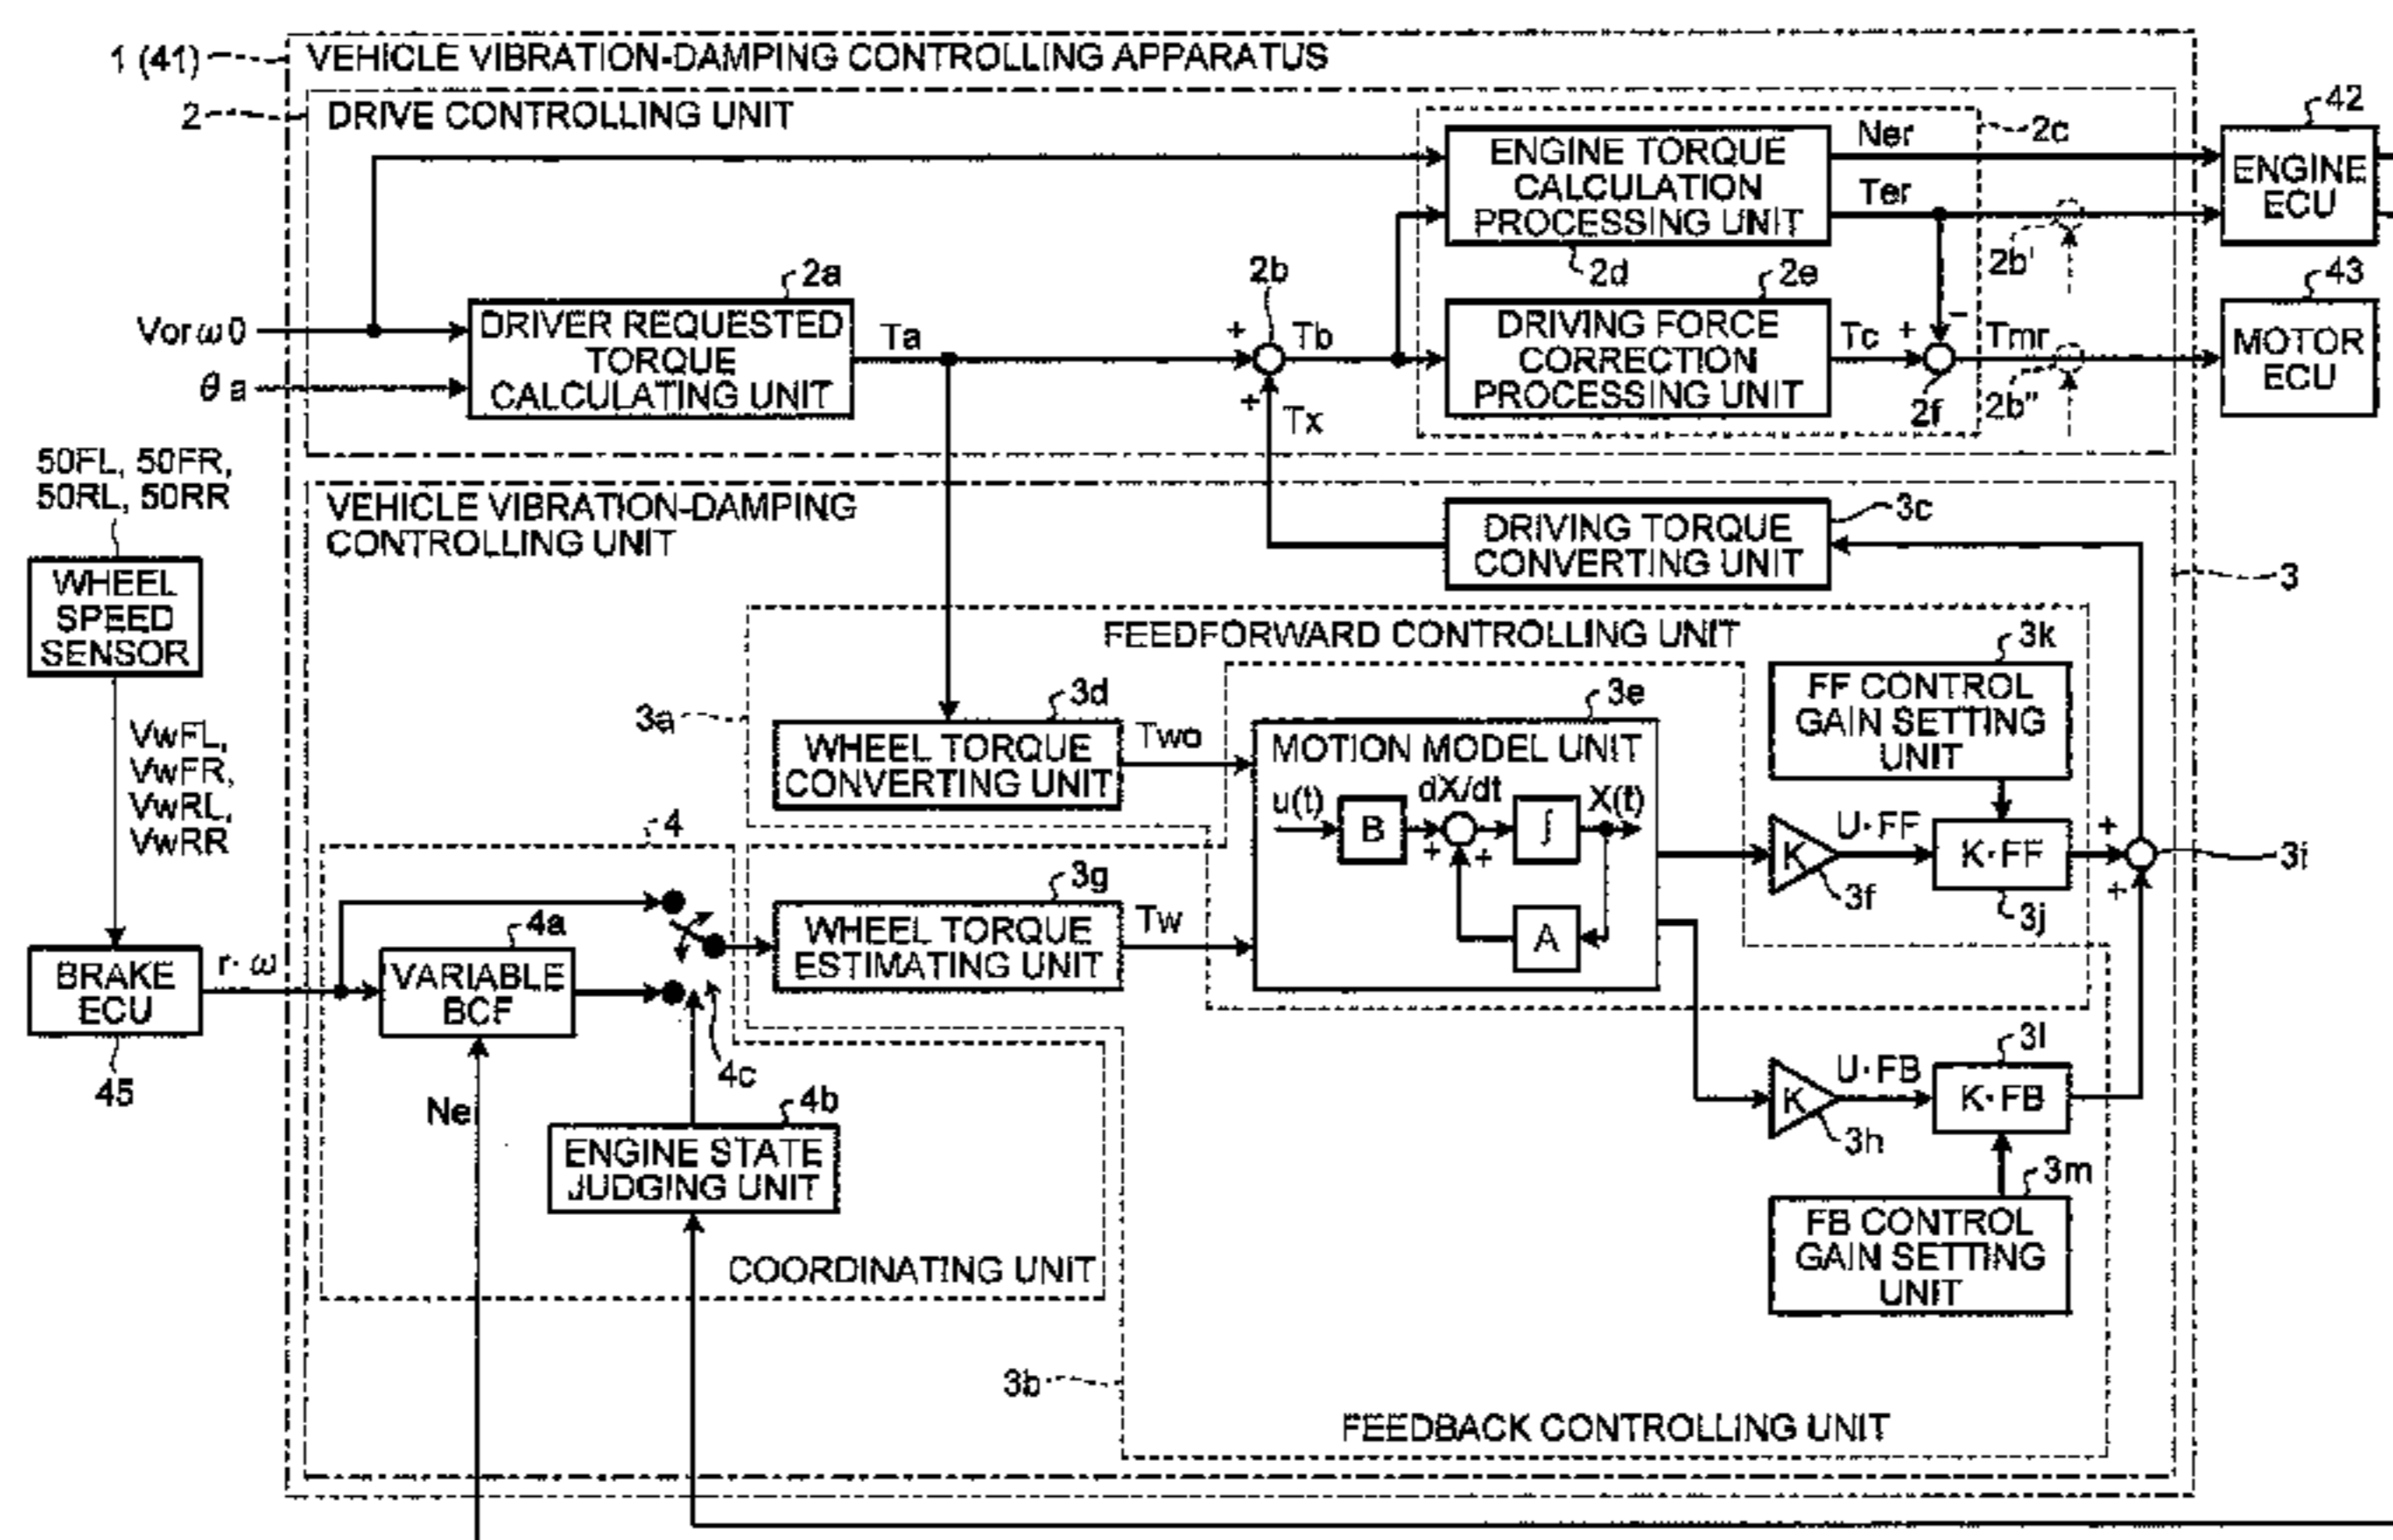 1 (41)
VEHICLE VIBRATION-DAMPING CONTROLLING APPARATUS
2
DRIVE CONTROLLING UNIT
Vorω0
θa
2a
DRIVER REQUESTED
TORQUE
CALCULATING UNIT
Ta
+
2b
+
Tb
Tx
ENGINE TORQUE
CALCULATION
PROCESSING UNIT
2d
2e
DRIVING FORCE
CORRECTION
PROCESSING UNIT
2c
Ner
Ter
Tc
+
−
2f
Tmr
2b'
2b"
42
ENGINE
ECU
43
MOTOR
ECU
50FL, 50FR,
50RL, 50RR
WHEEL
SPEED
SENSOR
VwFL,
VwFR,
VwRL,
VwRR
BRAKE
ECU
45
r·ω
VEHICLE VIBRATION-DAMPING
CONTROLLING UNIT
DRIVING TORQUE
CONVERTING UNIT
3c
3
FEEDFORWARD CONTROLLING UNIT
3a
3d
WHEEL TORQUE
CONVERTING UNIT
Two
3e
MOTION MODEL UNIT
u(t)
B
dX/dt
+
+
∫
X(t)
A
3k
FF CONTROL
GAIN SETTING
UNIT
K
3f
U·FF
K·FF
3j
+
+
3i
4
4a
VARIABLE
BCF
Ne
4c
4b
ENGINE STATE
JUDGING UNIT
COORDINATING UNIT
3g
WHEEL TORQUE
ESTIMATING UNIT
Tw
K
3h
U·FB
3l
K·FB
3m
FB CONTROL
GAIN SETTING
UNIT
3b
FEEDBACK CONTROLLING UNIT